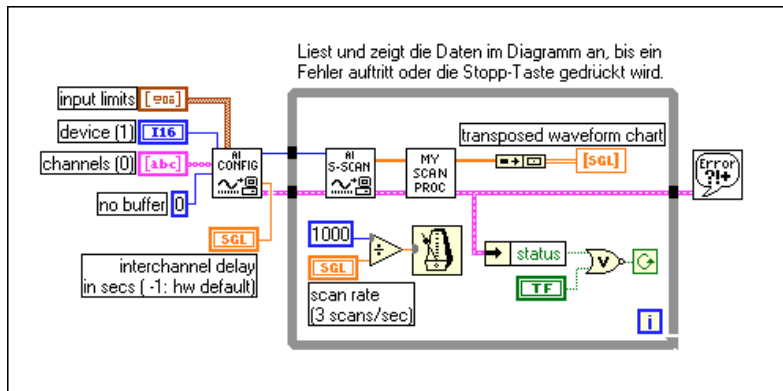 Liest und zeigt die Daten im Diagramm an, bis ein
Fehler auftritt oder die Stopp-Taste gedrückt wird.
input limits
device (1)
I16
channels (0)
[abc]
no buffer
0
AI
CONFIG
SGL
interchannel delay
in secs ( -1: hw default)
AI
S-SCAN
MY
SCAN
PROC
transposed waveform chart
[SGL]
Error
?!+
1000
÷
SGL
scan rate
(3 scans/sec)
status
V
TF
i